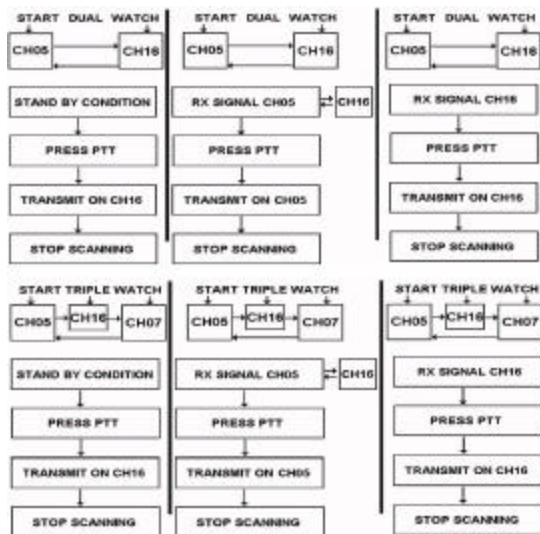 START DUAL WATCH
CH05 CH16
STAND BY CONDITION
PRESS PTT
TRANSMIT ON CH16
STOP SCANNING
START DUAL WATCH
CH05 CH16
RX SIGNAL CH05 CH16
PRESS PTT
TRANSMIT ON CH05
STOP SCANNING
START DUAL WATCH
CH05 CH16
RX SIGNAL CH16
PRESS PTT
TRANSMIT ON CH16
STOP SCANNING
START TRIPLE WATCH
CH05 CH16 CH07
STAND BY CONDITION
PRESS PTT
TRANSMIT ON CH16
STOP SCANNING
START TRIPLE WATCH
CH05 CH16 CH07
RX SIGNAL CH05 CH16
PRESS PTT
TRANSMIT ON CH05
STOP SCANNING
START TRIPLE WATCH
CH05 CH16 CH07
RX SIGNAL CH16
PRESS PTT
TRANSMIT ON CH16
STOP SCANNING